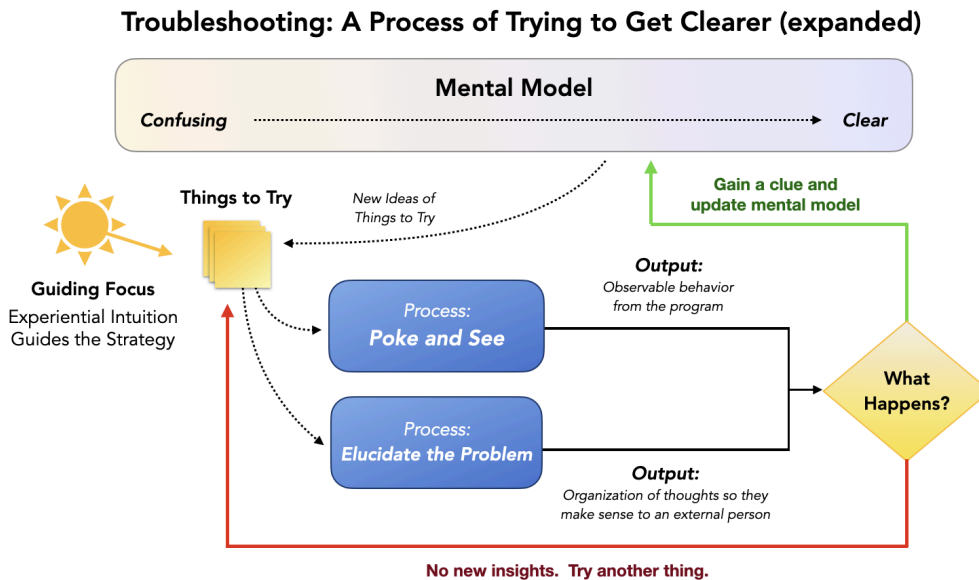 Troubleshooting: A Process of Trying to Get Clearer (expanded)
Mental Model
Confusing
Clear
Gain a clue and
update mental model
New Ideas of
Things to Try
Things to Try
Guiding Focus
Experiential Intuition
Guides the Strategy
Output:
Observable behavior
from the program
Process:
Poke and See
What
Happens?
Process:
Elucidate the Problem
Output:
Organization of thoughts so they
make sense to an external person
No new insights.  Try another thing.